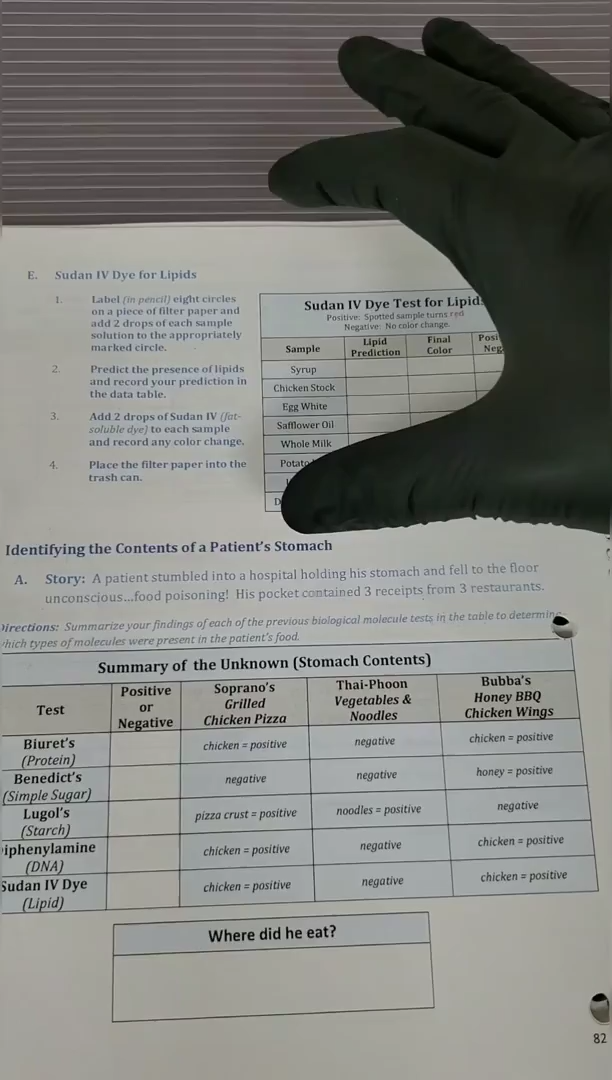 E. Sudan IV Dye for Lipids
1. Label (in pencil) eight circles
on a piece of filter paper and
add 2 drops of each sample
solution to the appropriately
marked circle.
2. Predict the presence of lipids
and record your prediction in
the data table.
3. Add 2 drops of Sudan IV (fat-
soluble dye) to each sample
and record any color change.
4. Place the filter paper into the
trash can.
Sudan IV Dye Test for Lipids
Positive: Spotted sample turns red
Negative: No color change.
Sample Lipid Prediction Final Color
Syrup
Chicken Stock
Egg White
Safflower Oil
Whole Milk
Identifying the Contents of a Patient's Stomach
A. Story: A patient stumbled into a hospital holding his stomach and fell to the floor
unconscious...food poisoning! His pocket contained 3 receipts from 3 restaurants.
Directions: Summarize your findings of each of the previous biological molecule tests in the table to determine
which types of molecules were present in the patient's food.
Summary of the Unknown (Stomach Contents)
Test Positive or Negative Soprano's Grilled Chicken Pizza Thai-Phoon Vegetables & Noodles Bubba's Honey BBQ Chicken Wings
Biuret's (Protein) chicken = positive negative chicken = positive
Benedict's (Simple Sugar) negative negative honey = positive
Lugol's (Starch) pizza crust = positive noodles = positive negative
iphenylamine (DNA) chicken = positive negative chicken = positive
Sudan IV Dye (Lipid) chicken = positive negative chicken = positive
Where did he eat?
82